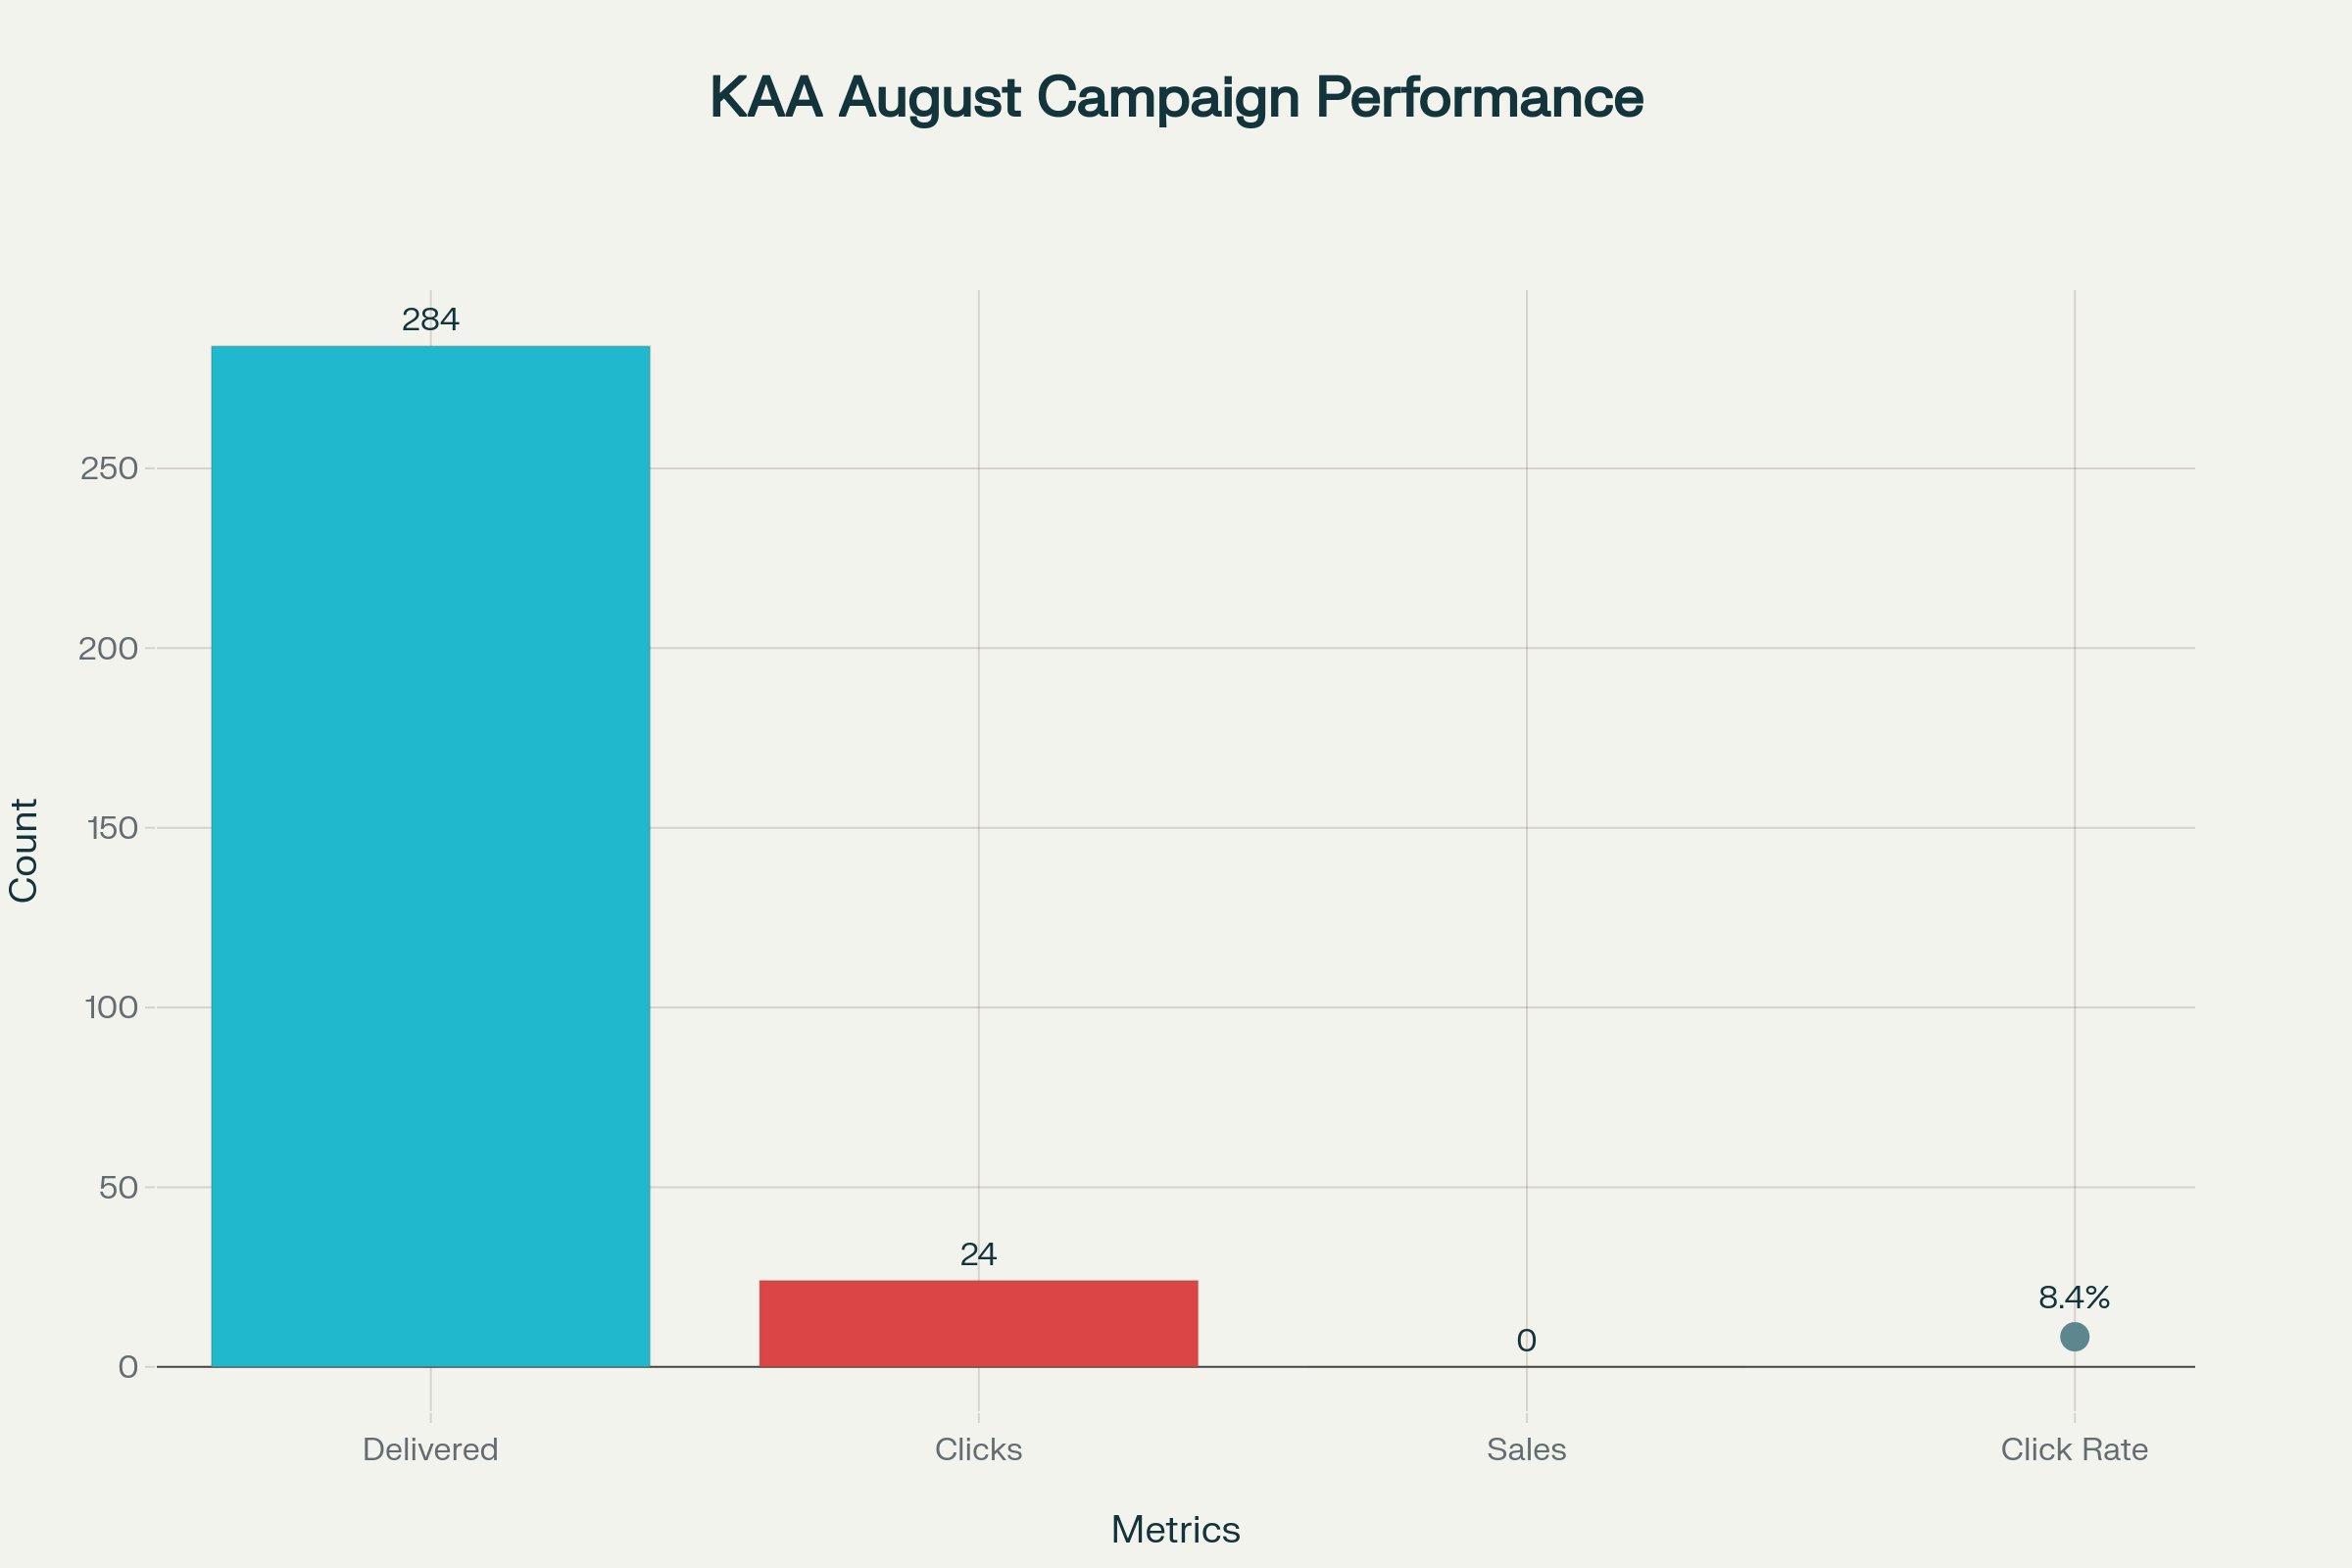 KAA August Campaign Performance
284
250
200
150
100
50
0
24
0
8.4%
Count
Delivered
Clicks
Sales
Click Rate
Metrics